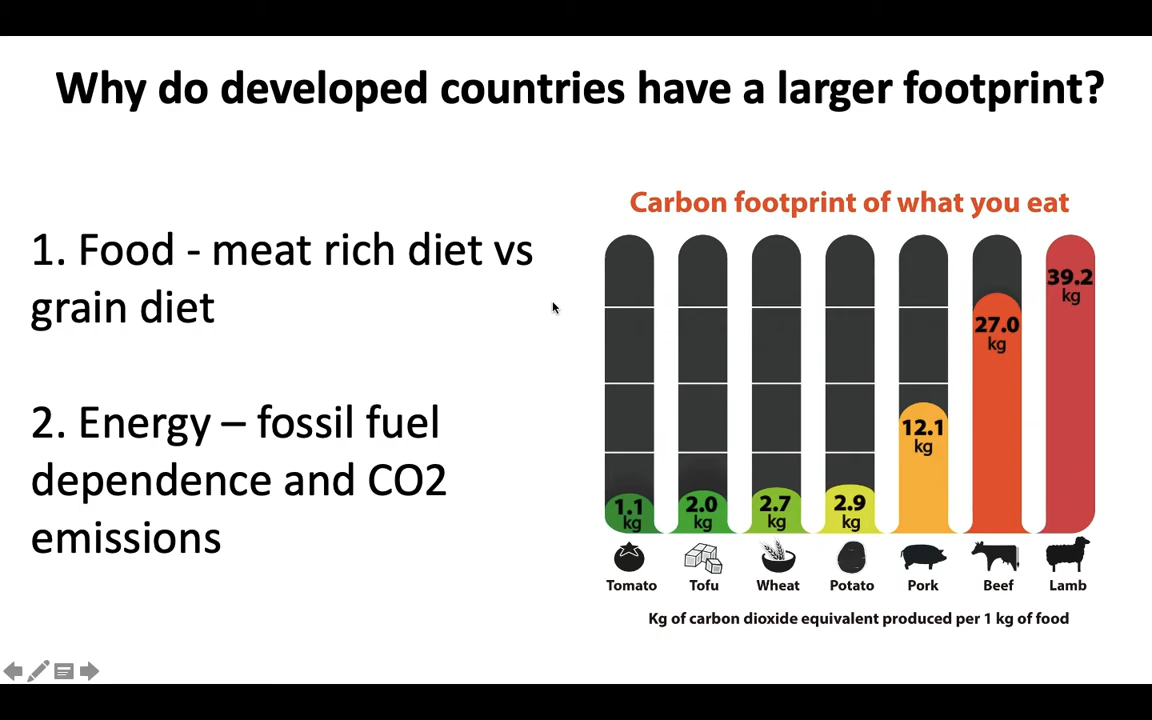 Why do developed countries have a larger footprint?
1. Food - meat rich diet vs
grain diet
2. Energy – fossil fuel
dependence and CO2
emissions
Carbon footprint of what you eat
1.1
kg
2.0
kg
2.7
kg
2.9
kg
12.1
kg
27.0
kg
39.2
kg
Tomato
Tofu
Wheat
Potato
Pork
Beef
Lamb
Kg of carbon dioxide equivalent produced per 1 kg of food